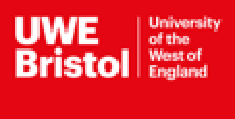 UWE
Bristol
University
of the
West of
England